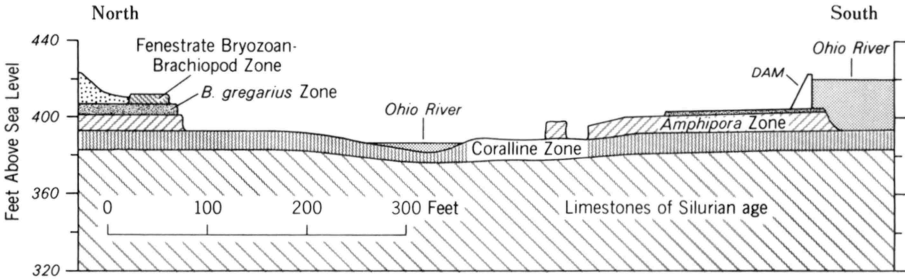 North
South
440
400
360
320
Feet Above Sea Level
Fenestrate Bryozoan-
Brachiopod Zone
B. gregarius Zone
Ohio River
Coralline Zone
Amphipora Zone
DAM
Ohio River
0 100 200 300 Feet
Limestones of Silurian age